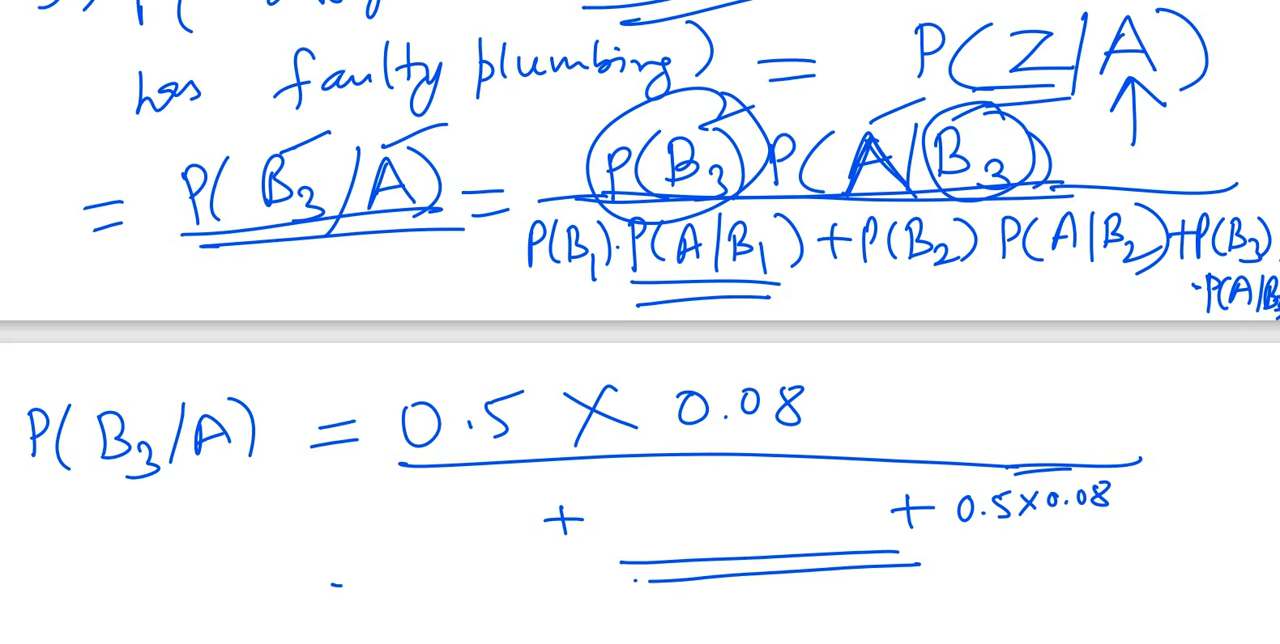 has faulty plumbing) = P(Z/A)
= P(B₃/A) = P(B₃)P(A/B₃)
P(B₁).P(A|B₁) + P(B₂) P(A|B₂) + P(B₃)
.P(A|B₃
P(B₃/A) = 0.5 × 0.08
+ + 0.5×0.08